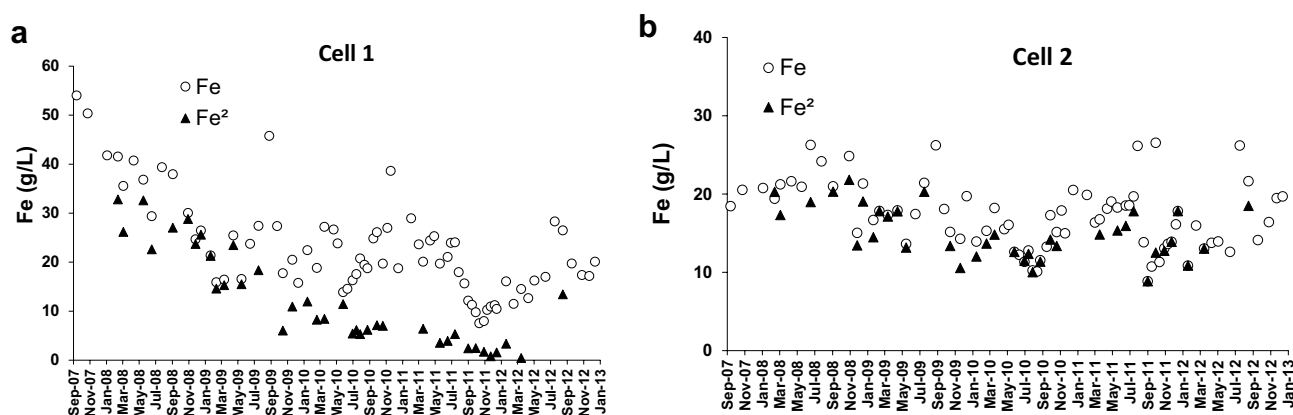 a
Cell 1
Fe (g/L)
60
50
40
30
20
10
0
Fe
Fe²
Sep-07
Nov-07
Jan-08
Mar-08
May-08
Jul-08
Sep-08
Nov-08
Jan-09
Mar-09
May-09
Jul-09
Sep-09
Nov-09
Jan-10
Mar-10
May-10
Jul-10
Sep-10
Nov-10
Jan-11
Mar-11
May-11
Jul-11
Sep-11
Nov-11
Jan-12
Mar-12
May-12
Jul-12
Sep-12
Nov-12
Jan-13
b
Cell 2
Fe (g/L)
40
30
20
10
0
Fe
Fe²
Sep-07
Nov-07
Jan-08
Mar-08
May-08
Jul-08
Sep-08
Nov-08
Jan-09
Mar-09
May-09
Jul-09
Sep-09
Nov-09
Jan-10
Mar-10
May-10
Jul-10
Sep-10
Nov-10
Jan-11
Mar-11
May-11
Jul-11
Sep-11
Nov-11
Jan-12
Mar-12
May-12
Jul-12
Sep-12
Nov-12
Jan-13